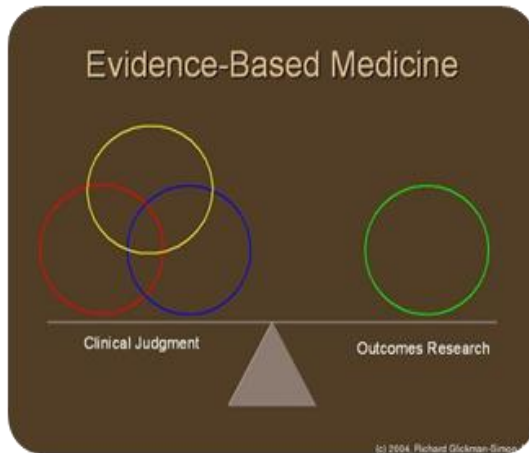 Evidence-Based Medicine
Clinical Judgment
Outcomes Research
(c) 2004, Richard Glickman-Simon,